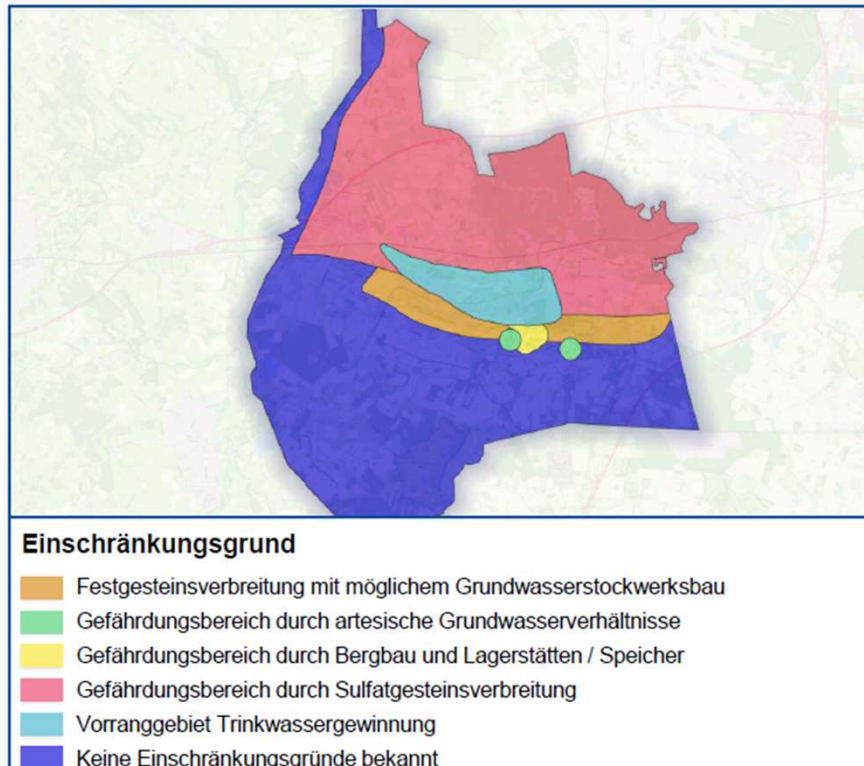 Einschränkungsgrund
Festgesteinsverbreitung mit möglichem Grundwasserstockwerksbau
Gefährdungsbereich durch artesische Grundwasserverhältnisse
Gefährdungsbereich durch Bergbau und Lagerstätten / Speicher
Gefährdungsbereich durch Sulfatgesteinsverbreitung
Vorranggebiet Trinkwassergewinnung
Keine Einschränkungsgründe bekannt